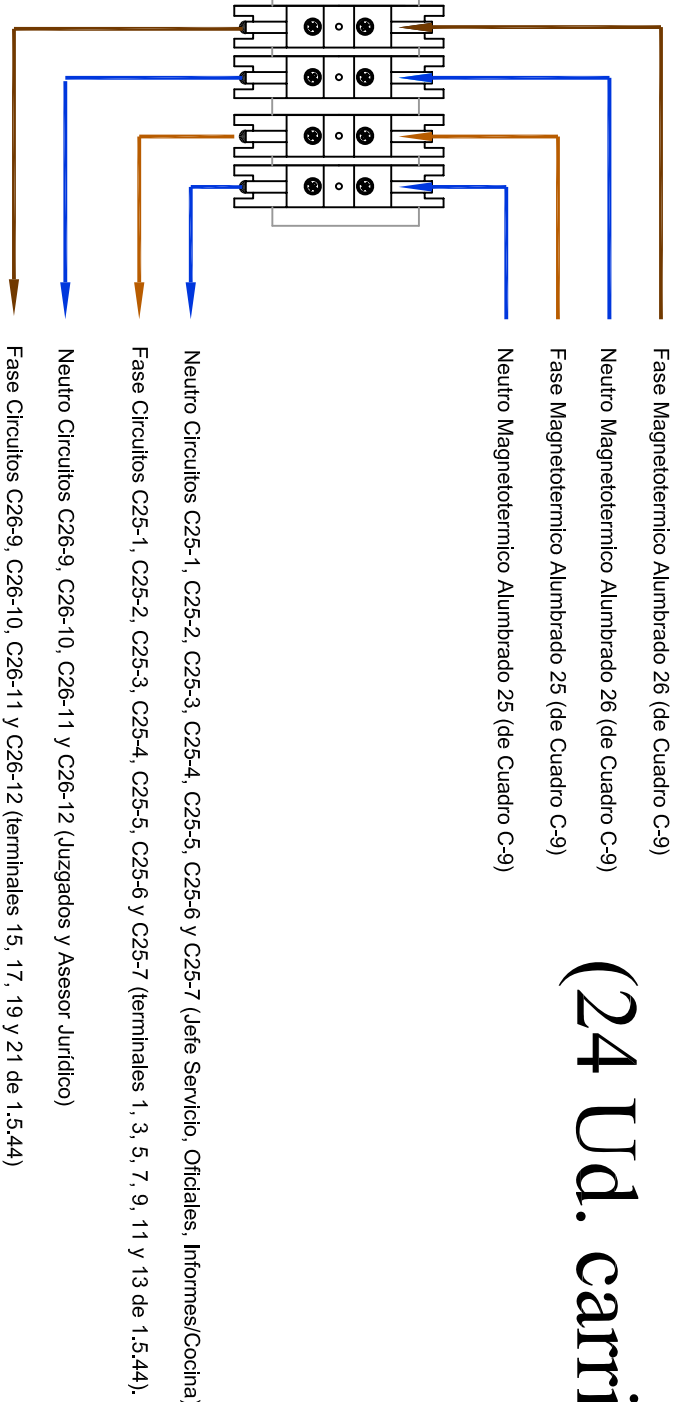 Fase Magnetotermico Alumbrado 26 (de Cuadro C-9)
Neutro Magnetotermico Alumbrado 26 (de Cuadro C-9)
Fase Magnetotermico Alumbrado 25 (de Cuadro C-9)
Neutro Magnetotermico Alumbrado 25 (de Cuadro C-9)
(24 Ud. carri
Neutro Circuitos C25-1, C25-2, C25-3, C25-4, C25-5, C25-6 y C25-7 (Jefe Servicio, Oficiales, Informes/Cocina)
Fase Circuitos C25-1, C25-2, C25-3, C25-4, C25-5, C25-6 y C25-7 (terminales 1, 3, 5, 7, 9, 11 y 13 de 1.5.44).
Neutro Circuitos C26-9, C26-10, C26-11 y C26-12 (Juzgados y Asesor Jurídico)
Fase Circuitos C26-9, C26-10, C26-11 y C26-12 (terminales 15, 17, 19 y 21 de 1.5.44)